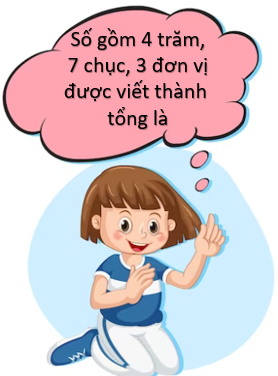 Số gồm 4 trăm,
7 chục, 3 đơn vị
được viết thành
tổng là